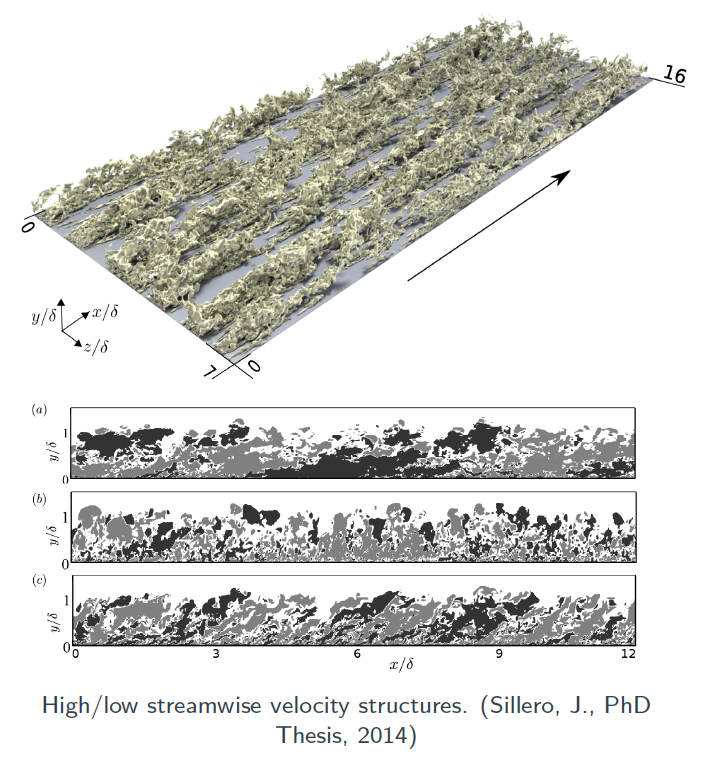 16
0
y/δ
x/δ
z/δ
7
0
(a)
1
y/δ
0
(b)
1
y/δ
0
(c)
1
y/δ
0
0 3 6 9 12
x/δ
High/low streamwise velocity structures. (Sillero, J., PhD
Thesis, 2014)